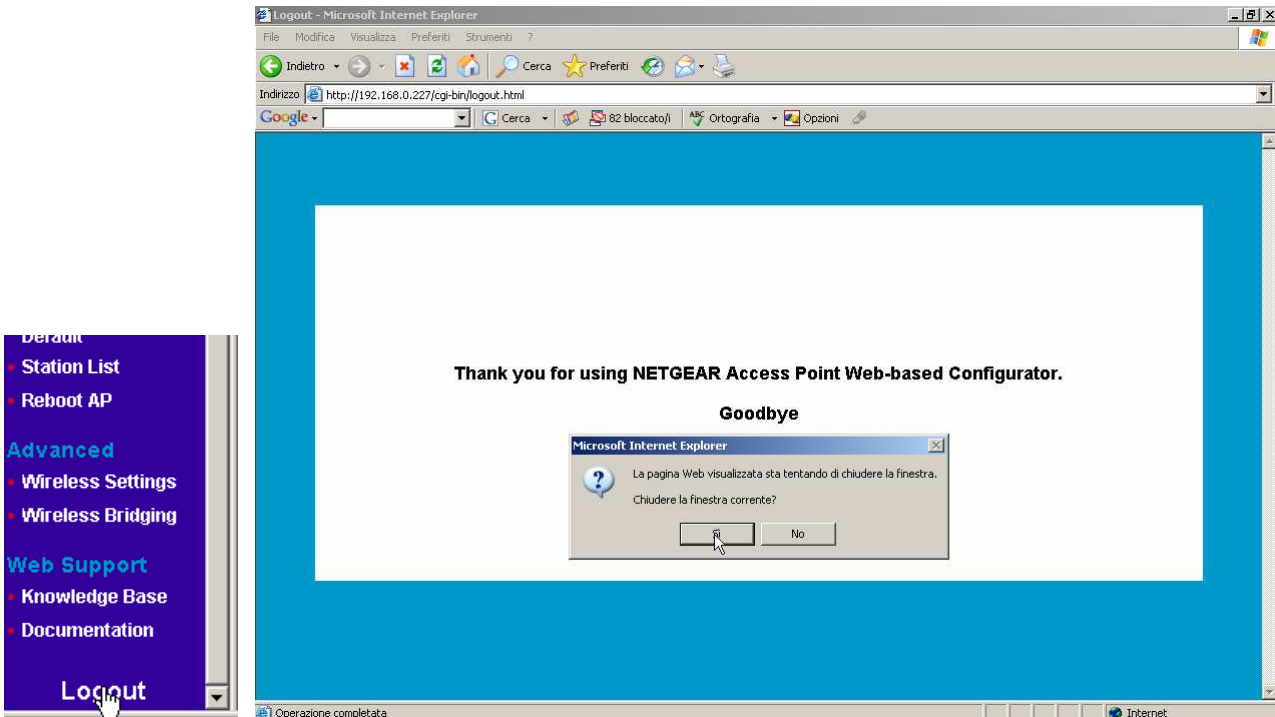 Default
Station List
Reboot AP
Advanced
Wireless Settings
Wireless Bridging
Web Support
Knowledge Base
Documentation
Logout
Logout - Microsoft Internet Explorer
File Modifica Visualizza Preferiti Strumenti ?
Indietro Cerca Preferiti
Indirizzo http://192.168.0.227/cgi-bin/logout.html
Google Cerca 82 bloccato/i ABC Ortografia Opzioni
Thank you for using NETGEAR Access Point Web-based Configurator.
Goodbye
Microsoft Internet Explorer
La pagina Web visualizzata sta tentando di chiudere la finestra.
Chiudere la finestra corrente?
No
Operazione completata Internet